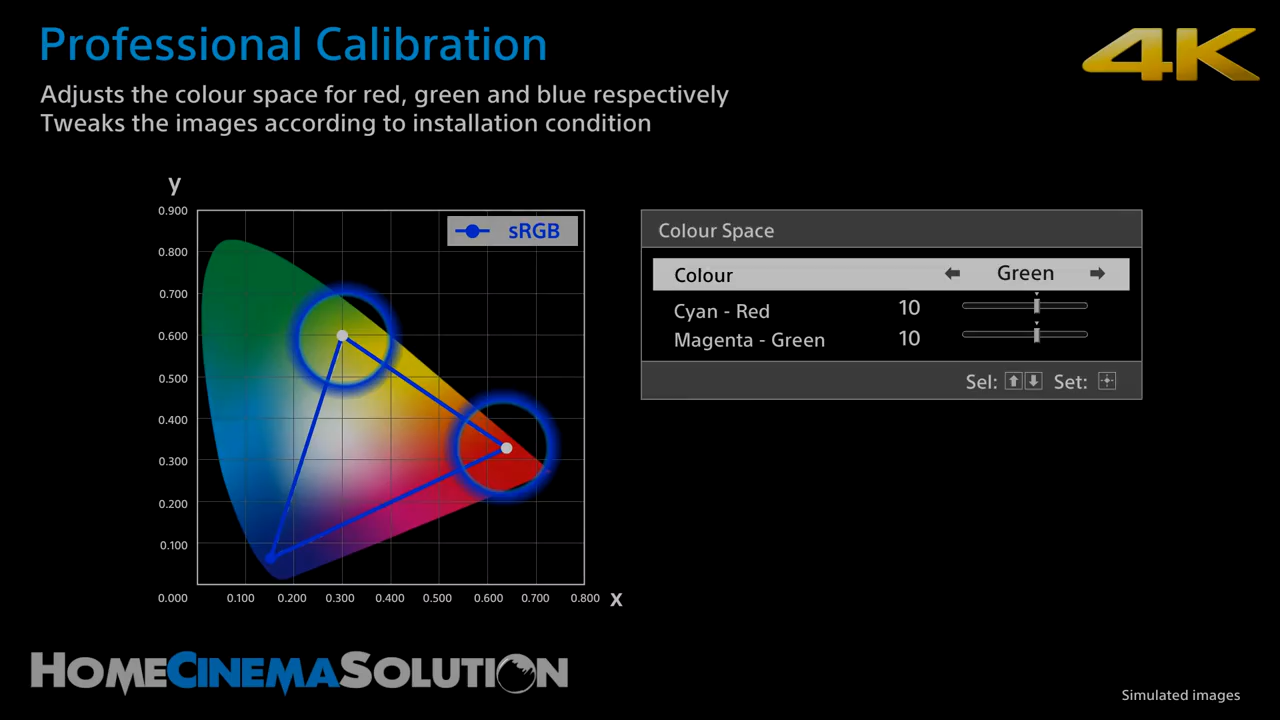 Professional Calibration
4K
Adjusts the colour space for red, green and blue respectively
Tweaks the images according to installation condition
y
0.900
0.800
0.700
0.600
0.500
0.400
0.300
0.200
0.100
0.000 0.100 0.200 0.300 0.400 0.500 0.600 0.700 0.800 x
sRGB
Colour Space
Colour Green
Cyan - Red 10
Magenta - Green 10
Sel: Set:
HOMECINEMASOLUTION
Simulated images